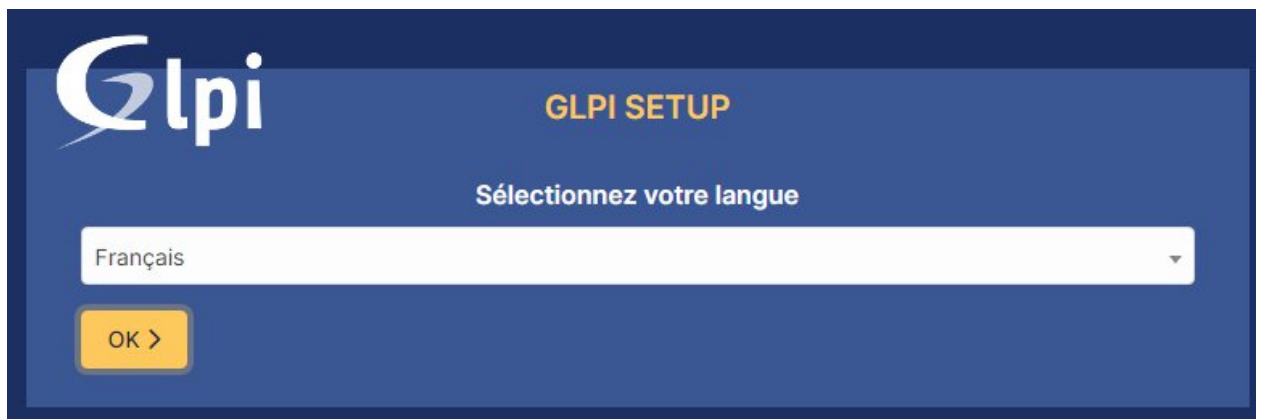 Glpi
GLPI SETUP
Sélectionnez votre langue
Français
OK >